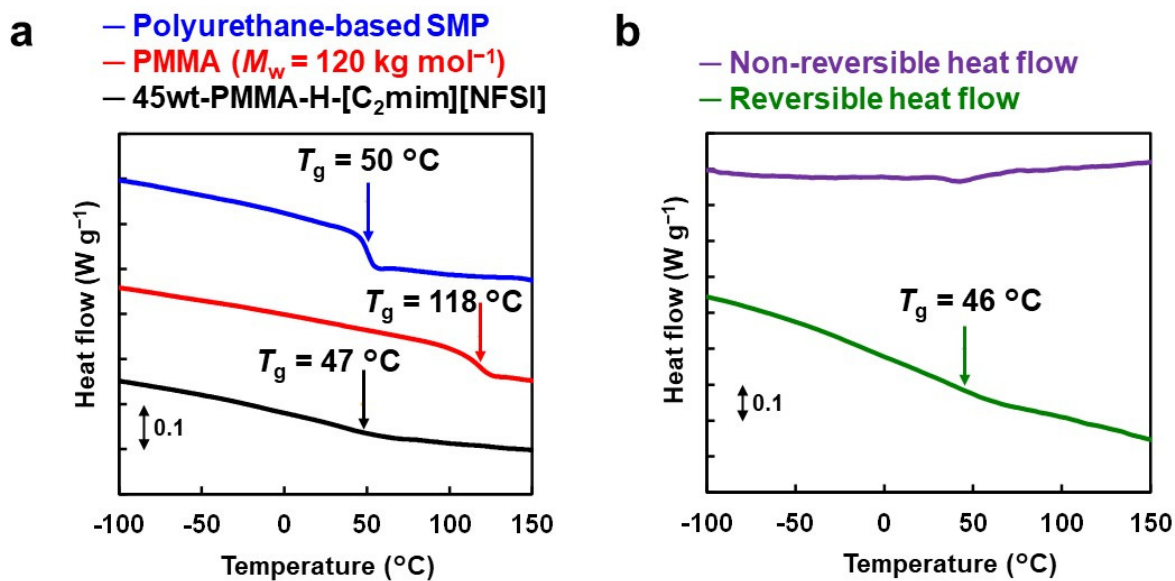 a
— Polyurethane-based SMP
— PMMA (Mw = 120 kg mol⁻¹)
— 45wt-PMMA-H-[C₂mim][NFSI]
Tg = 50 °C
Tg = 118 °C
Tg = 47 °C
0.1
Heat flow (W g⁻¹)
-100 -50 0 50 100 150
Temperature (°C)
b
— Non-reversible heat flow
— Reversible heat flow
Tg = 46 °C
0.1
Heat flow (W g⁻¹)
-100 -50 0 50 100 150
Temperature (°C)